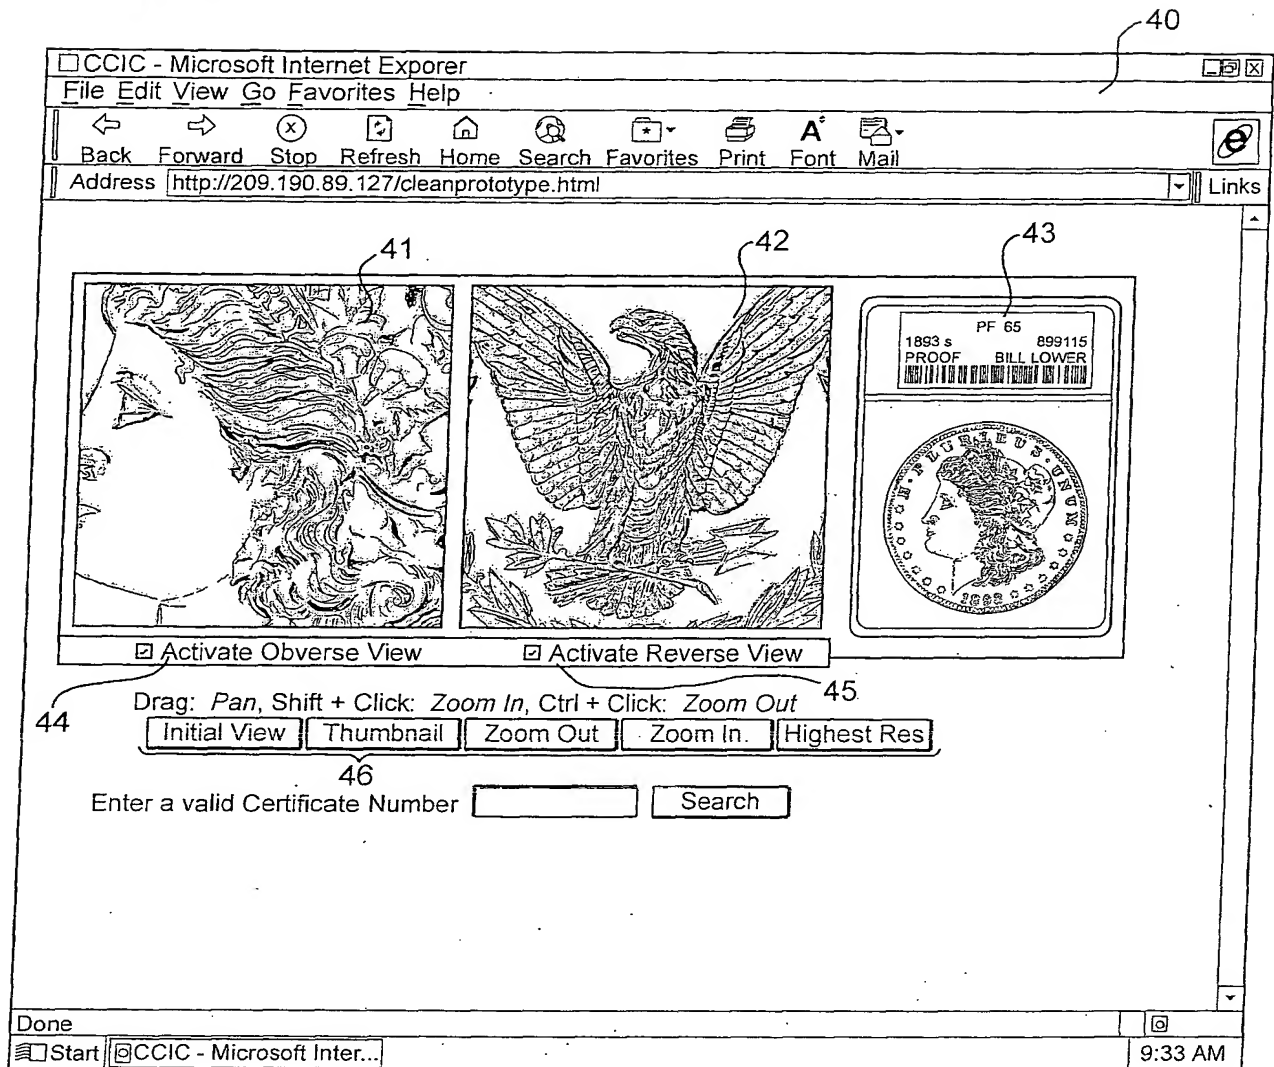 40
CCIC - Microsoft Internet Exporer
File Edit View Go Favorites Help
Back Forward Stop Refresh Home Search Favorites Print Font Mail
Address http://209.190.89.127/cleanprototype.html Links
41 42 43
PF 65
1893 s 899115
PROOF BILL LOWER
PLURIBUS · UNUM
Activate Obverse View Activate Reverse View
44 45
Drag: Pan, Shift + Click: Zoom In, Ctrl + Click: Zoom Out
Initial View Thumbnail Zoom Out Zoom In. Highest Res
46
Enter a valid Certificate Number Search
Done
Start CCIC - Microsoft Inter... 9:33 AM